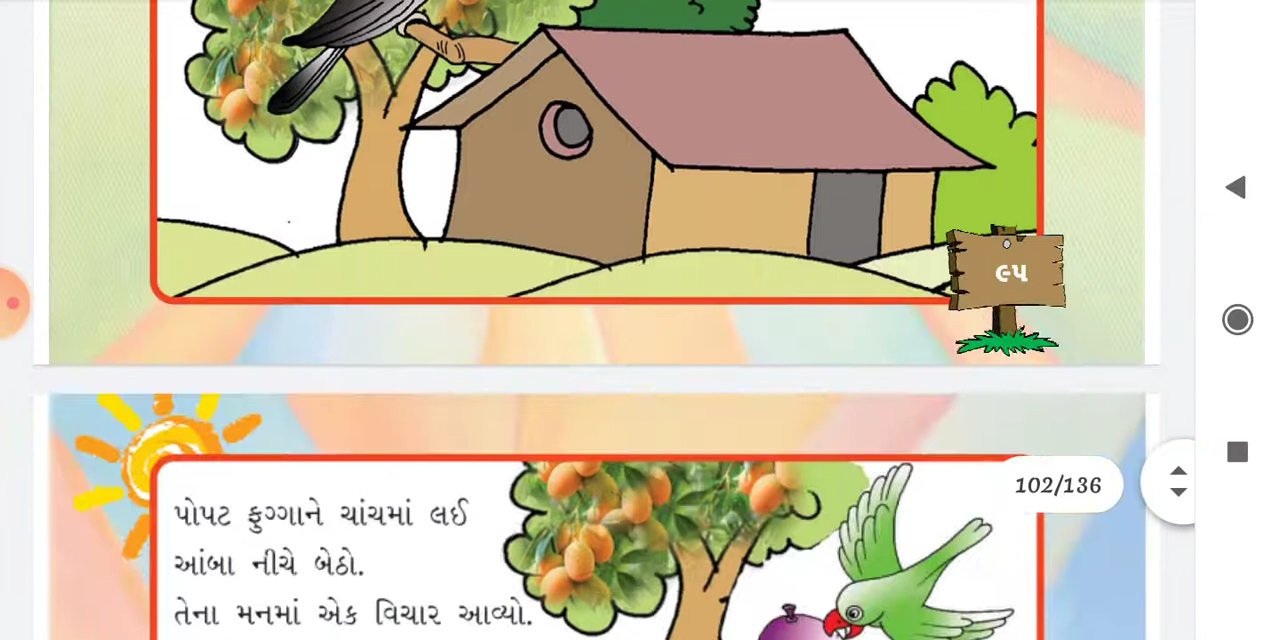 ૯૫
102/136
પોપટ ફુગ્ગાને ચાંચમાં લઈ
આંબા નીચે બેઠો.
તેના મનમાં એક વિચાર આવ્યો.